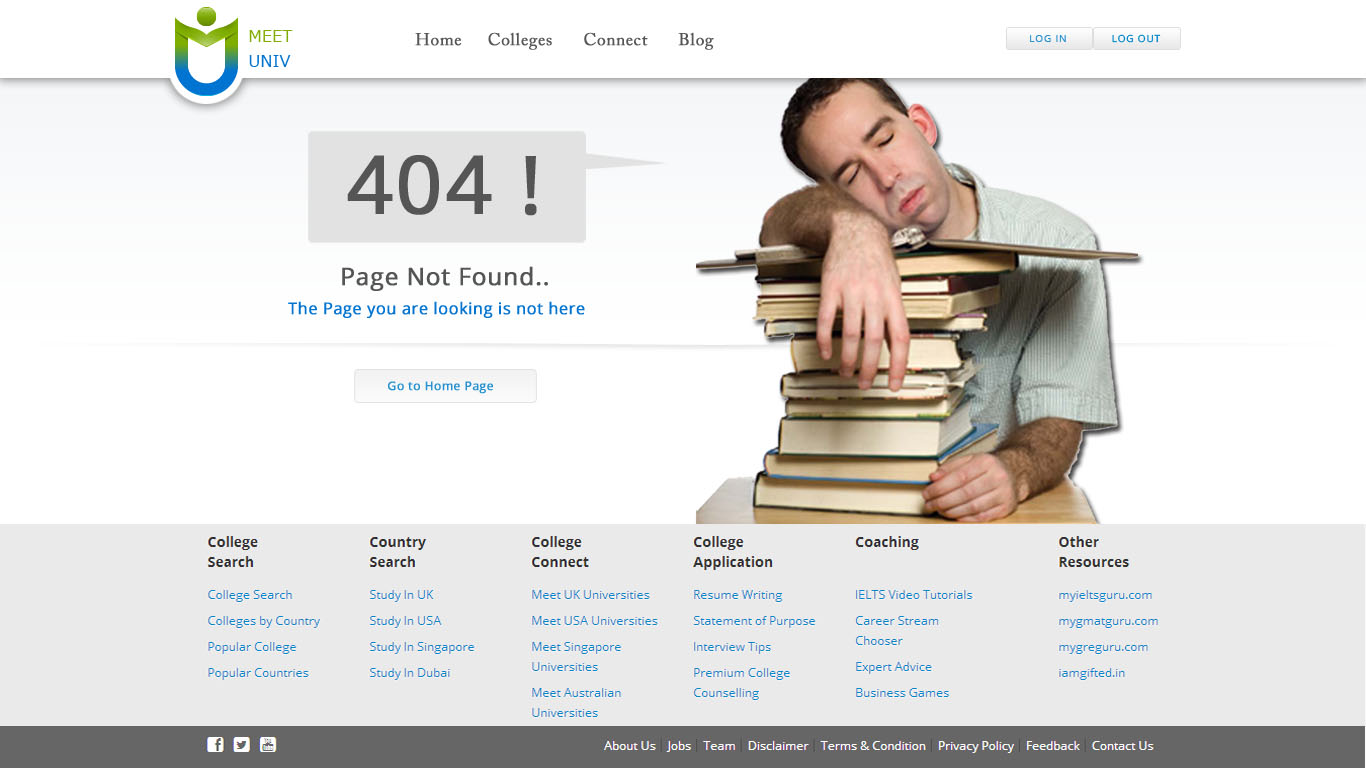 MEET
UNIV
Home Colleges Connect Blog
LOG IN LOG OUT
404 !
Page Not Found..
The Page you are looking is not here
Go to Home Page
College
Search
College Search
Colleges by Country
Popular College
Popular Countries
Country
Search
Study In UK
Study In USA
Study In Singapore
Study In Dubai
College
Connect
Meet UK Universities
Meet USA Universities
Meet Singapore
Universities
Meet Australian
Universities
College
Application
Resume Writing
Statement of Purpose
Interview Tips
Premium College
Counselling
Coaching
IELTS Video Tutorials
Career Stream
Chooser
Expert Advice
Business Games
Other
Resources
myieltsguru.com
mygmatguru.com
mygreguru.com
iamgifted.in
About Us | Jobs | Team | Disclaimer | Terms & Condition | Privacy Policy | Feedback | Contact Us